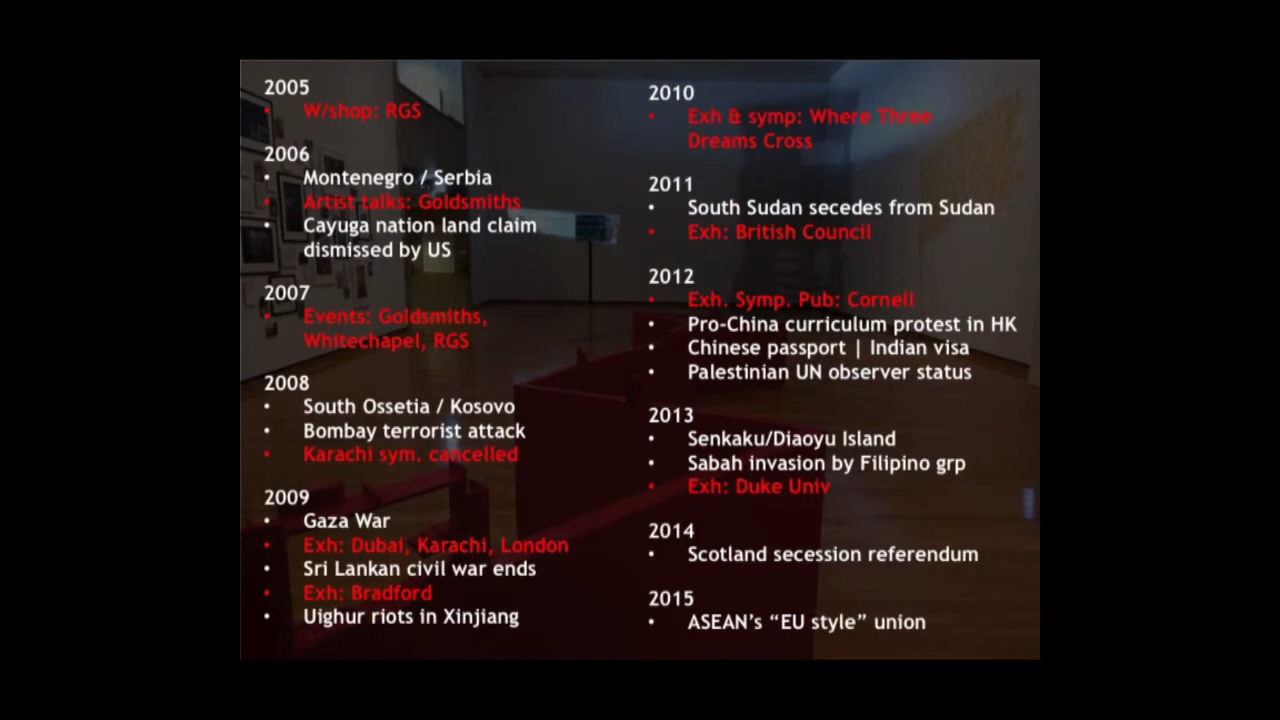 2005
• W/shop: RGS
2006
• Montenegro / Serbia
• Artist talks: Goldsmiths
• Cayuga nation land claim
dismissed by US
2007
• Events: Goldsmiths,
Whitechapel, RGS
2008
• South Ossetia / Kosovo
• Bombay terrorist attack
• Karachi sym. cancelled
2009
• Gaza War
• Exh: Dubai, Karachi, London
• Sri Lankan civil war ends
• Exh: Bradford
• Uighur riots in Xinjiang
2010
• Exh & symp: Where Three
Dreams Cross
2011
• South Sudan secedes from Sudan
• Exh: British Council
2012
• Exh. Symp. Pub: Cornell
• Pro-China curriculum protest in HK
• Chinese passport | Indian visa
• Palestinian UN observer status
2013
• Senkaku/Diaoyu Island
• Sabah invasion by Filipino grp
• Exh: Duke Univ
2014
• Scotland secession referendum
2015
• ASEAN’s “EU style” union